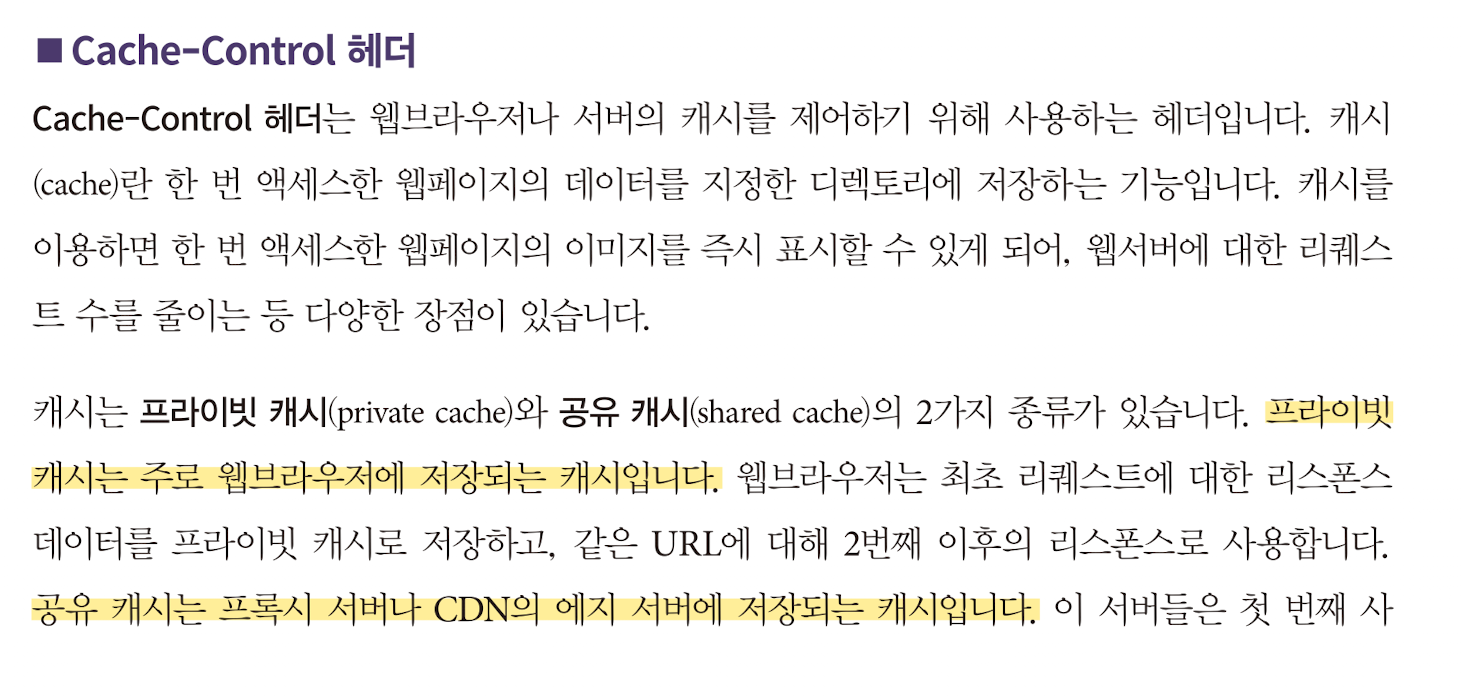 ■ Cache-Control 헤더
Cache-Control 헤더는 웹브라우저나 서버의 캐시를 제어하기 위해 사용하는 헤더입니다. 캐시
(cache)란 한 번 액세스한 웹페이지의 데이터를 지정한 디렉토리에 저장하는 기능입니다. 캐시를
이용하면 한 번 액세스한 웹페이지의 이미지를 즉시 표시할 수 있게 되어, 웹서버에 대한 리퀘스
트 수를 줄이는 등 다양한 장점이 있습니다.
캐시는 프라이빗 캐시(private cache)와 공유 캐시(shared cache)의 2가지 종류가 있습니다. 프라이빗
캐시는 주로 웹브라우저에 저장되는 캐시입니다. 웹브라우저는 최초 리퀘스트에 대한 리스폰스
데이터를 프라이빗 캐시로 저장하고, 같은 URL에 대해 2번째 이후의 리스폰스로 사용합니다.
공유 캐시는 프록시 서버나 CDN의 에지 서버에 저장되는 캐시입니다. 이 서버들은 첫 번째 사